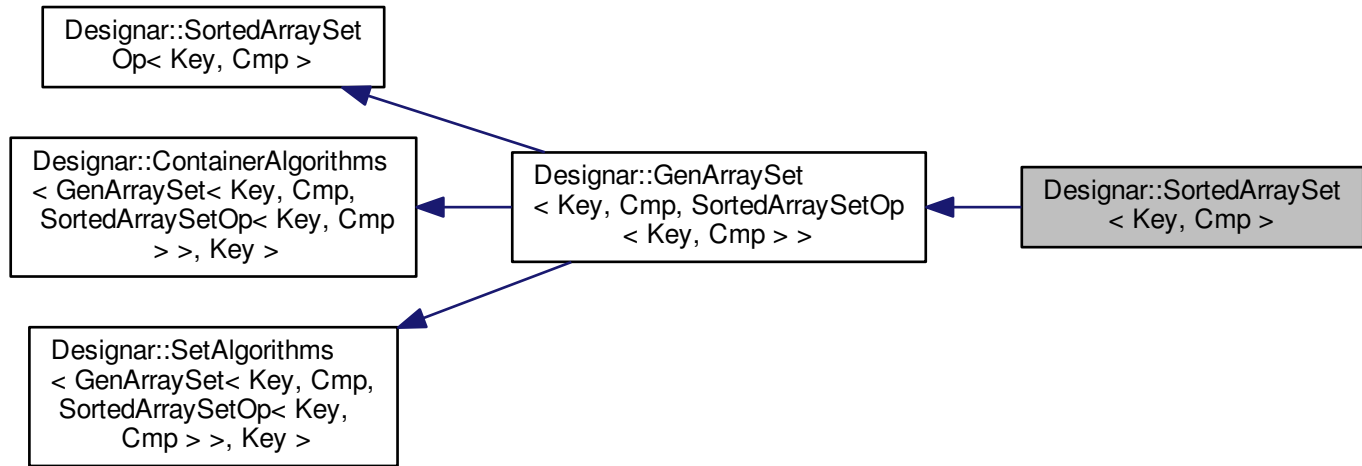 Designar::SortedArraySet
Op< Key, Cmp >
Designar::ContainerAlgorithms
< GenArraySet< Key, Cmp,
SortedArraySetOp< Key, Cmp
> >, Key >
Designar::SetAlgorithms
< GenArraySet< Key, Cmp,
SortedArraySetOp< Key,
Cmp > >, Key >
Designar::GenArraySet
< Key, Cmp, SortedArraySetOp
< Key, Cmp > >
Designar::SortedArraySet
< Key, Cmp >